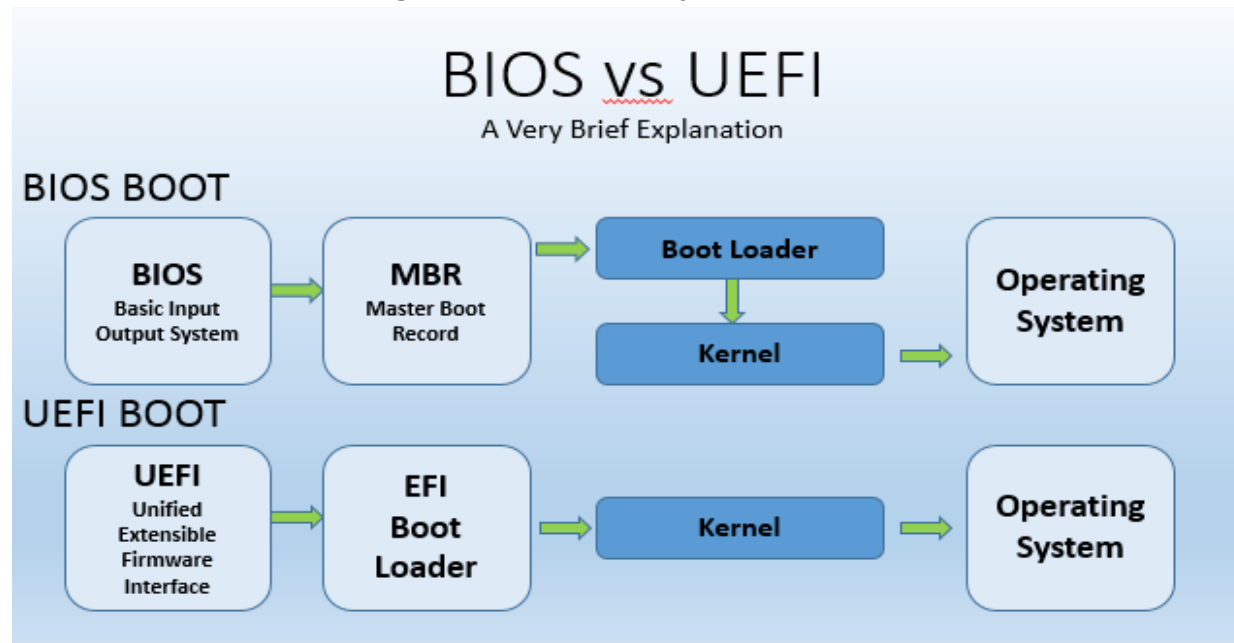 BIOS vs UEFI
A Very Brief Explanation
BIOS BOOT
BIOS
Basic Input
Output System
MBR
Master Boot
Record
Boot Loader
Kernel
Operating
System
UEFI BOOT
UEFI
Unified
Extensible
Firmware
Interface
EFI
Boot
Loader
Kernel
Operating
System